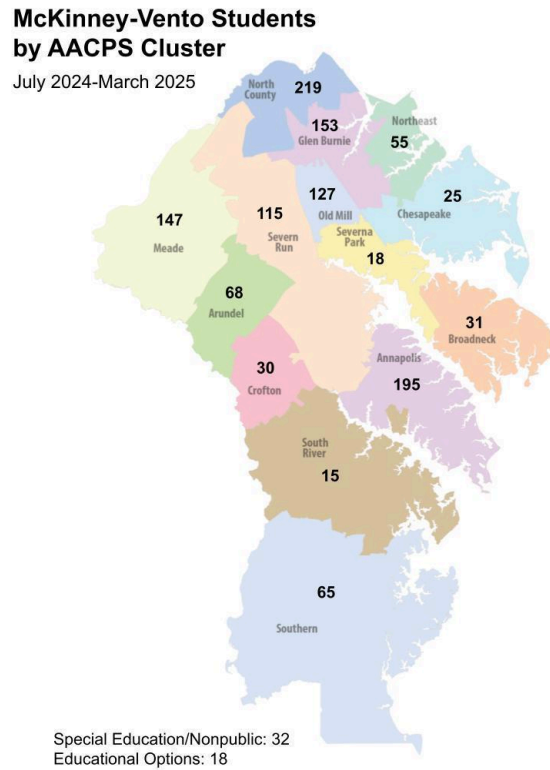 McKinney-Vento Students
by AACPS Cluster
July 2024-March 2025
North
County
219
153
Glen Burnie
Northeast
55
127
Old Mill
25
Chesapeake
147
Meade
115
Severn
Run
Severna
Park
18
68
Arundel
31
Broadneck
30
Crofton
Annapolis
195
South
River
15
65
Southern
Special Education/Nonpublic: 32
Educational Options: 18